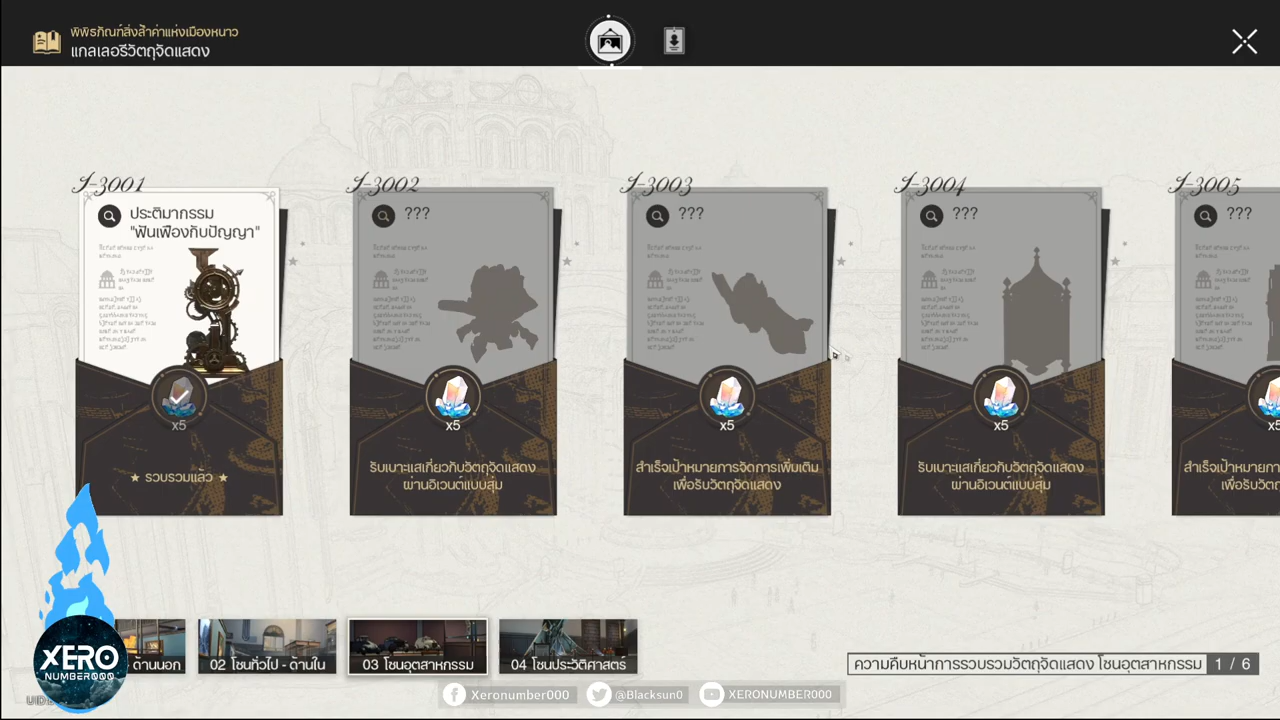 พิพิธภัณฑ์สิ่งล้ำค่าแห่งเมืองหนาว
แกลเลอรีวัตถุจัดแสดง
J-3001
J-3002
J-3003
J-3004
J-3005
ประติมากรรม
"ฟันเฟืองกับปัญญา"
???
???
???
???
x5
x5
x5
x5
x5
★ รวบรวมแล้ว ★
รับเบาะแสเกี่ยวกับวัตถุจัดแสดง
ผ่านอิเวนต์แบบสุ่ม
สำเร็จเป้าหมายการจัดการเพิ่มเติม
เพื่อรับวัตถุจัดแสดง
รับเบาะแสเกี่ยวกับวัตถุจัดแสดง
ผ่านอิเวนต์แบบสุ่ม
สำเร็จเป้าหมายกา
เพื่อรับวัต
ด้านนอก
02 โซนทั่วไป - ด้านใน
03 โซนอุตสาหกรรม
04 โซนประวัติศาสตร์
ความคืบหน้าการรวบรวมวัตถุจัดแสดง โซนอุตสาหกรรม 1 / 6
XERO
NUMBER000
Xeronumber000
@Blacksun0
XERONUMBER000